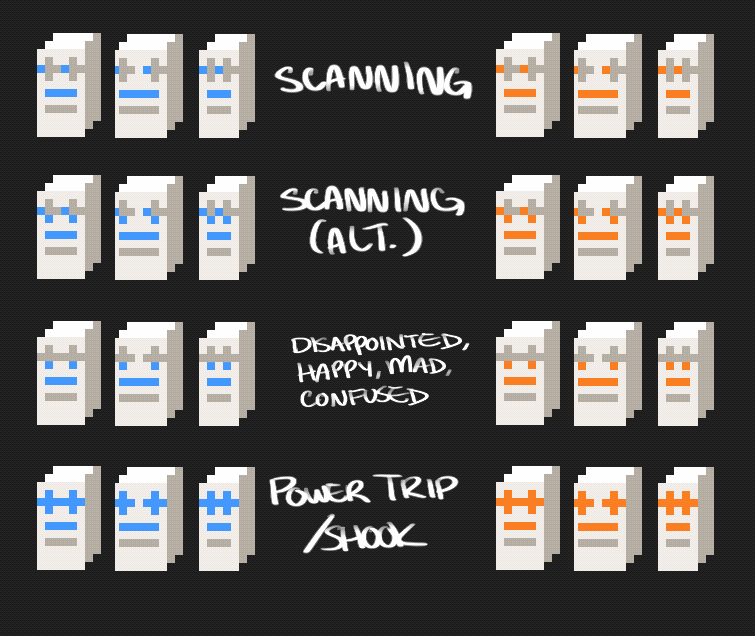 SCANNING
SCANNING
(ALT.)
DISAPPOINTED,
HAPPY, MAD,
CONFUSED
POWER TRIP
/SHOOK